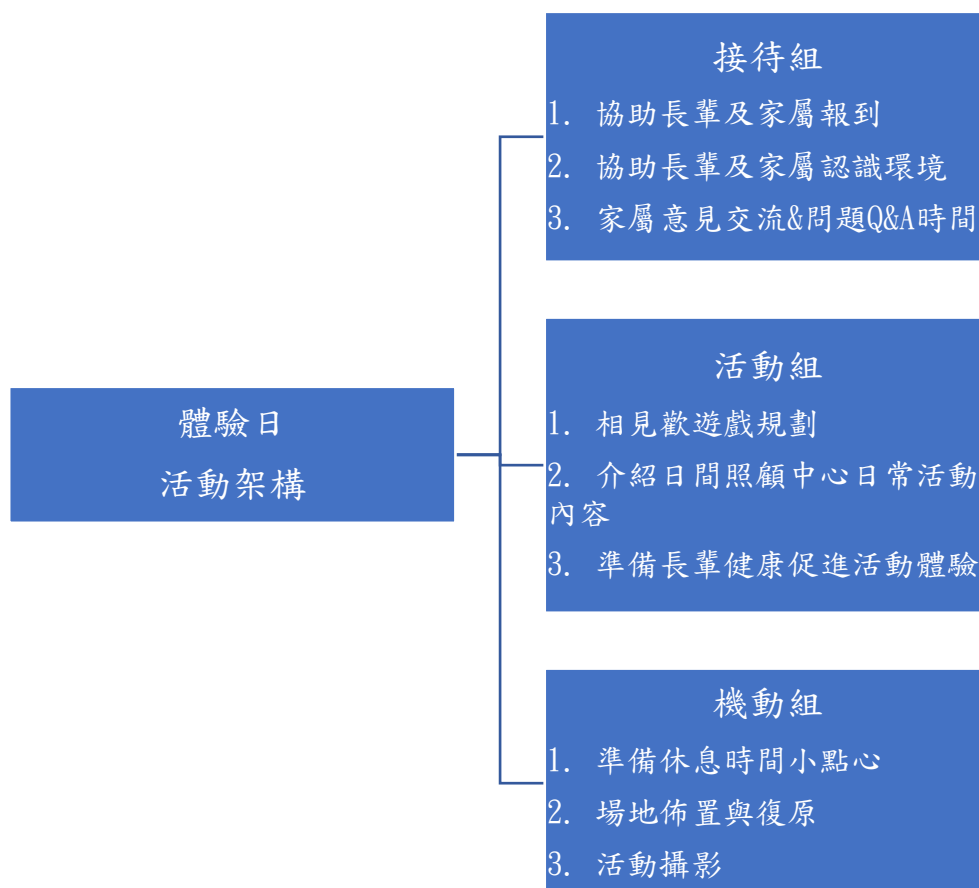 體驗日
活動架構
接待組
1. 協助長輩及家屬報到
2. 協助長輩及家屬認識環境
3. 家屬意見交流&問題Q&A時間
活動組
1. 相見歡遊戲規劃
2. 介紹日間照顧中心日常活動
內容
3. 準備長輩健康促進活動體驗
機動組
1. 準備休息時間小點心
2. 場地佈置與復原
3. 活動攝影